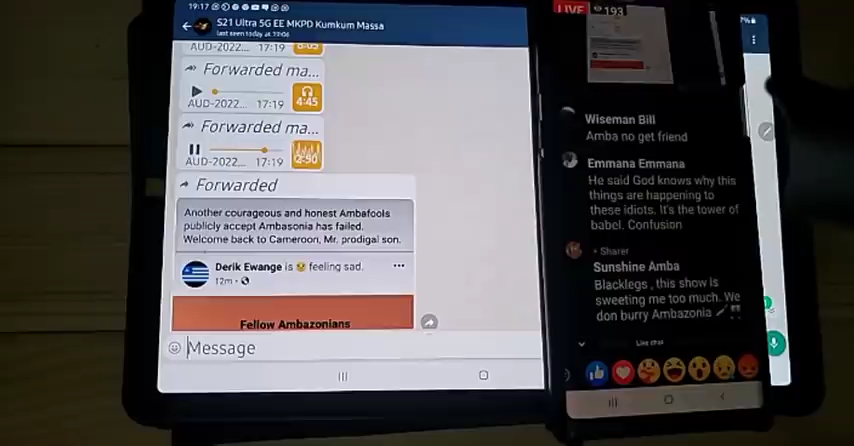 19:17
S21 Ultra 5G EE MKPD Kumkum Massa
last seen today at 19:06
AUD-2022... 17:19
Forwarded ma...
4:45
AUD-2022... 17:19
Forwarded ma...
2:50
AUD-2022... 17:19
Forwarded
Another courageous and honest Ambafools
publicly accept Ambasonia has failed.
Welcome back to Cameroon, Mr. prodigal son.
Derik Ewange is feeling sad.
12m
Fellow Ambazonians
Message
LIVE 193
Wiseman Bill
Amba no get friend
Emmana Emmana
He said God knows why this
things are happening to
these idiots. It's the tower of
babel. Confusion
Sharer
Sunshine Amba
Blacklegs , this show is
sweeting me too much. We
don burry Ambazonia
Live chat